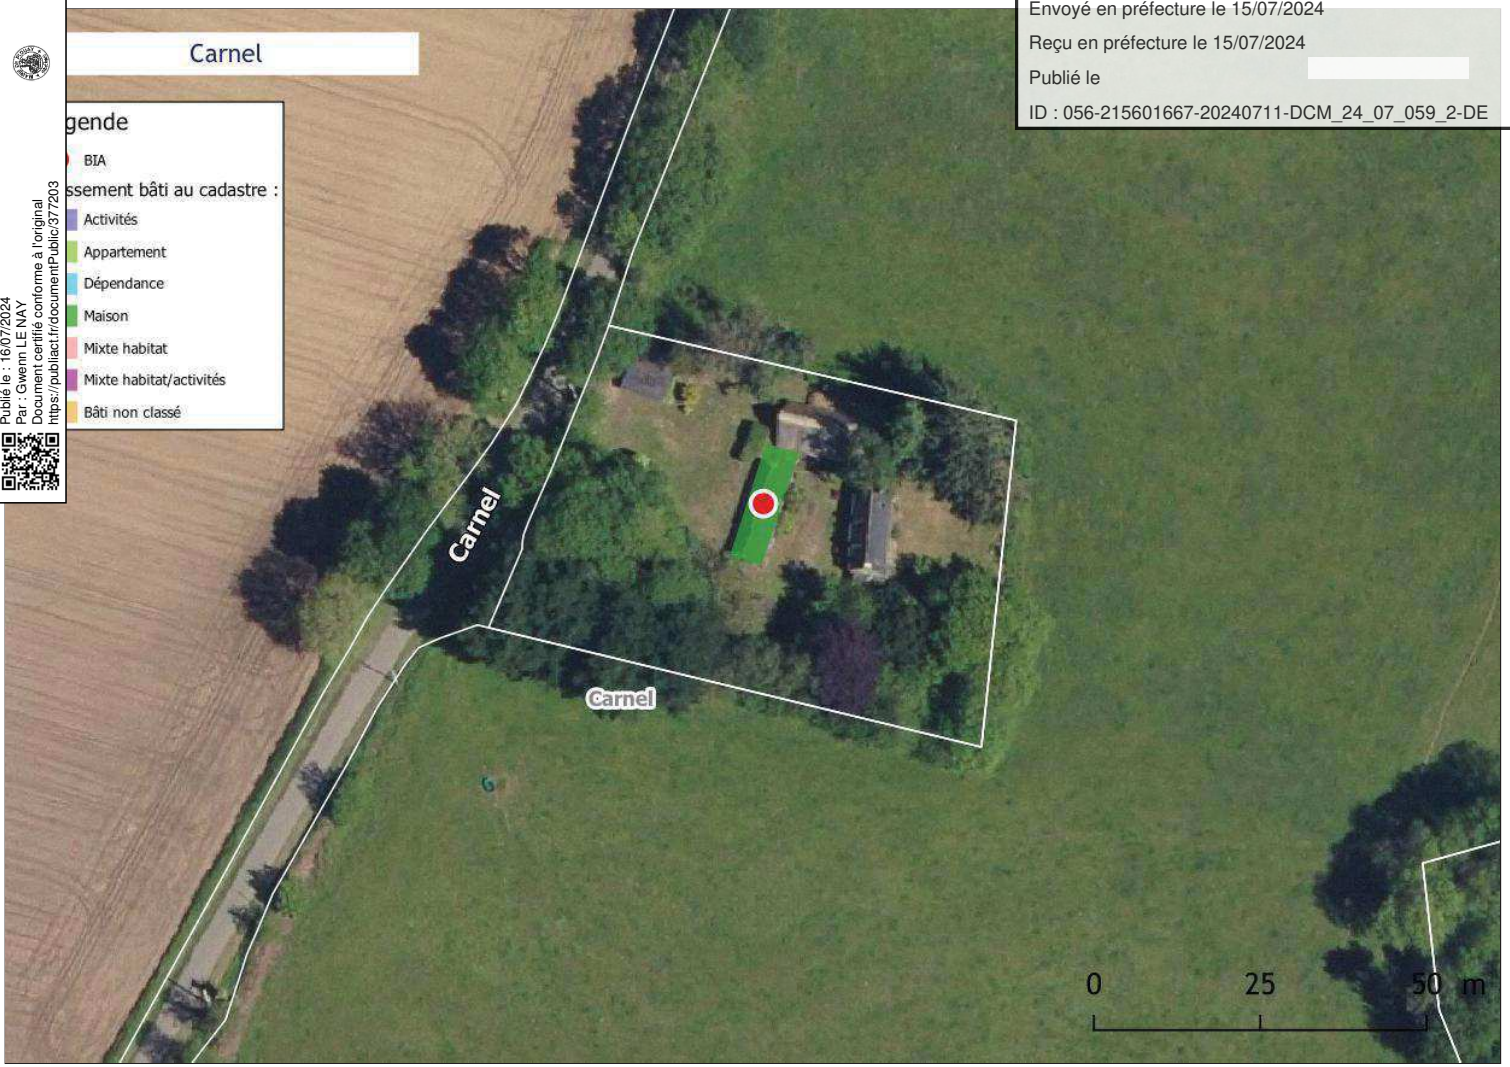 Envoyé en préfecture le 15/07/2024
Reçu en préfecture le 15/07/2024
Publié le
ID : 056-215601667-20240711-DCM_24_07_059_2-DE
Publié le : 16/07/2024
Par : Gwenn LE NAY
Document certifié conforme à l'original
https://publiact.fr/documentPublic/377203
Carnel
gende
BIA
ssement bâti au cadastre :
Activités
Appartement
Dépendance
Maison
Mixte habitat
Mixte habitat/activités
Bâti non classé
Carnel
Carnel
0 25 50 m